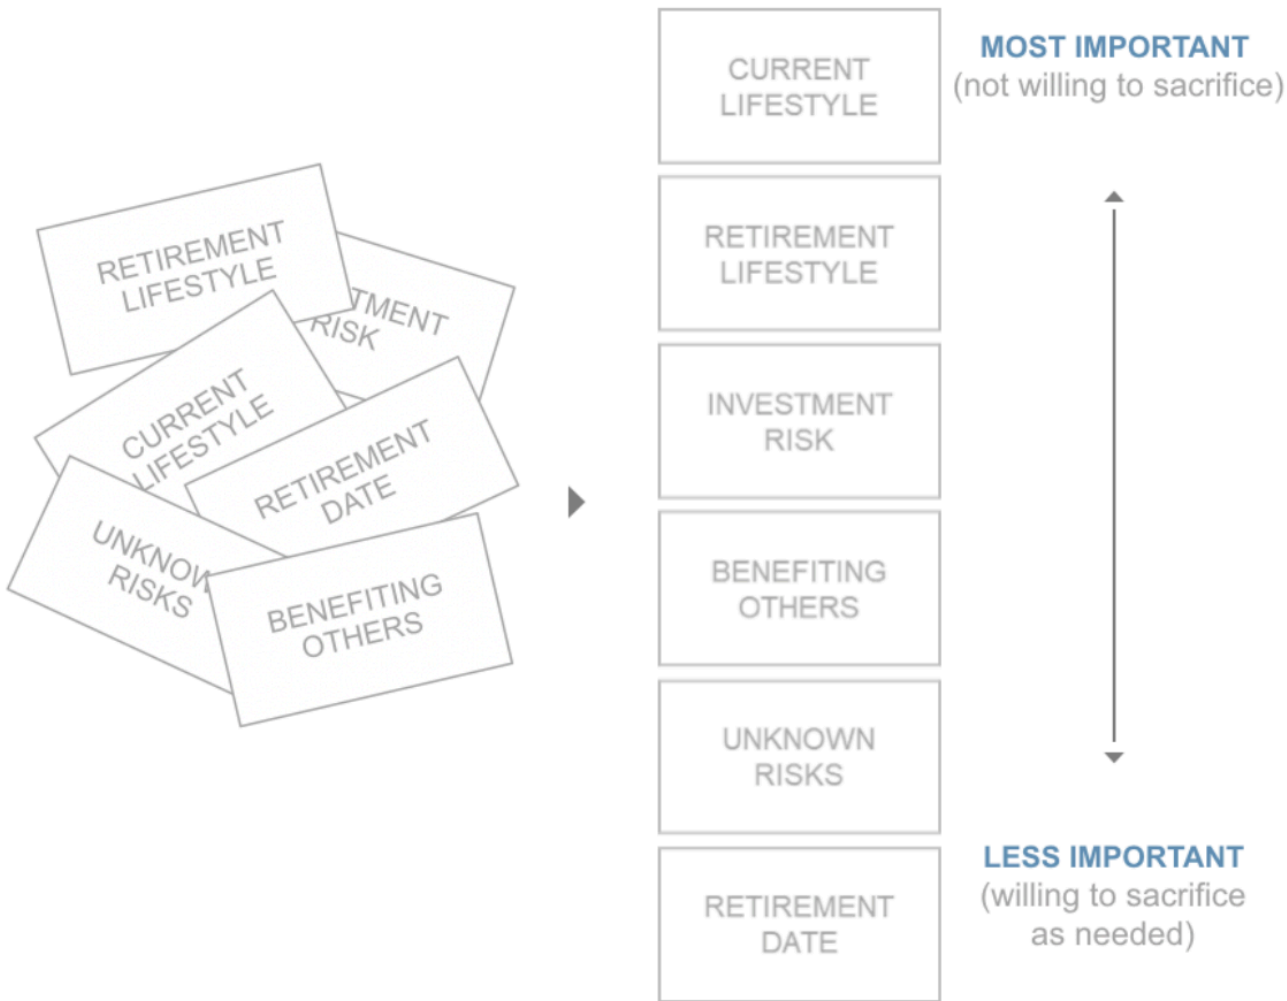 RETIREMENT
LIFESTYLE
TMENT
RISK
CURRENT
LIFESTYLE
RETIREMENT
DATE
UNKNOW
RISKS
BENEFITING
OTHERS
CURRENT
LIFESTYLE
RETIREMENT
LIFESTYLE
INVESTMENT
RISK
BENEFITING
OTHERS
UNKNOWN
RISKS
RETIREMENT
DATE
MOST IMPORTANT
(not willing to sacrifice)
LESS IMPORTANT
(willing to sacrifice
as needed)